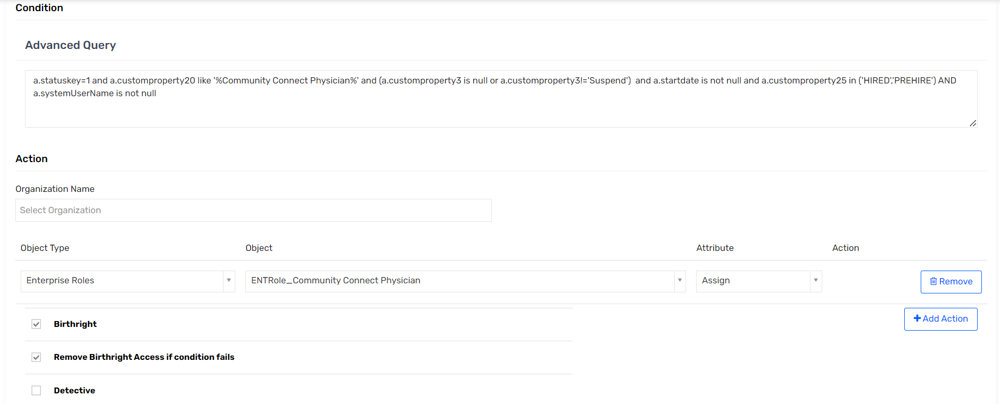 Condition
Advanced Query
a.statuskey=1 and a.customproperty20 like '%Community Connect Physician%' and (a.customproperty3 is null or a.customproperty3!='Suspend')  and a.startdate is not null and a.customproperty25 in ('HIRED','PREHIRE') AND
a.systemUserName is not null
Action
Organization Name
Select Organization
Object Type Object Attribute Action
Enterprise Roles ENTRole_Community Connect Physician Assign Remove
Birthright Add Action
Remove Birthright Access if condition fails
Detective